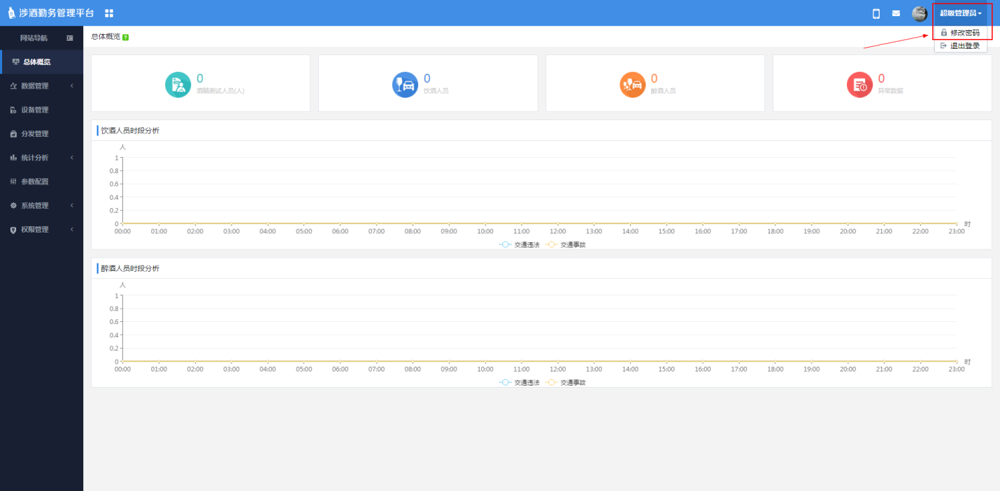 涉酒勤务管理平台
超级管理员
修改密码
退出登录
网站导航
总体概览
数据管理
设备管理
分发管理
统计分析
参数配置
系统管理
权限管理
总体概览 ?
0
酒精测试人员(人)
0
饮酒人员
0
醉酒人员
0
异常数据
饮酒人员时段分析
人
1
0.8
0.6
0.4
0.2
0
00:00 01:00 02:00 03:00 04:00 05:00 06:00 07:00 08:00 09:00 10:00 11:00 12:00 13:00 14:00 15:00 16:00 17:00 18:00 19:00 20:00 21:00 22:00 23:00 时
交通违法 交通事故
醉酒人员时段分析
人
1
0.8
0.6
0.4
0.2
0
00:00 01:00 02:00 03:00 04:00 05:00 06:00 07:00 08:00 09:00 10:00 11:00 12:00 13:00 14:00 15:00 16:00 17:00 18:00 19:00 20:00 21:00 22:00 23:00 时
交通违法 交通事故